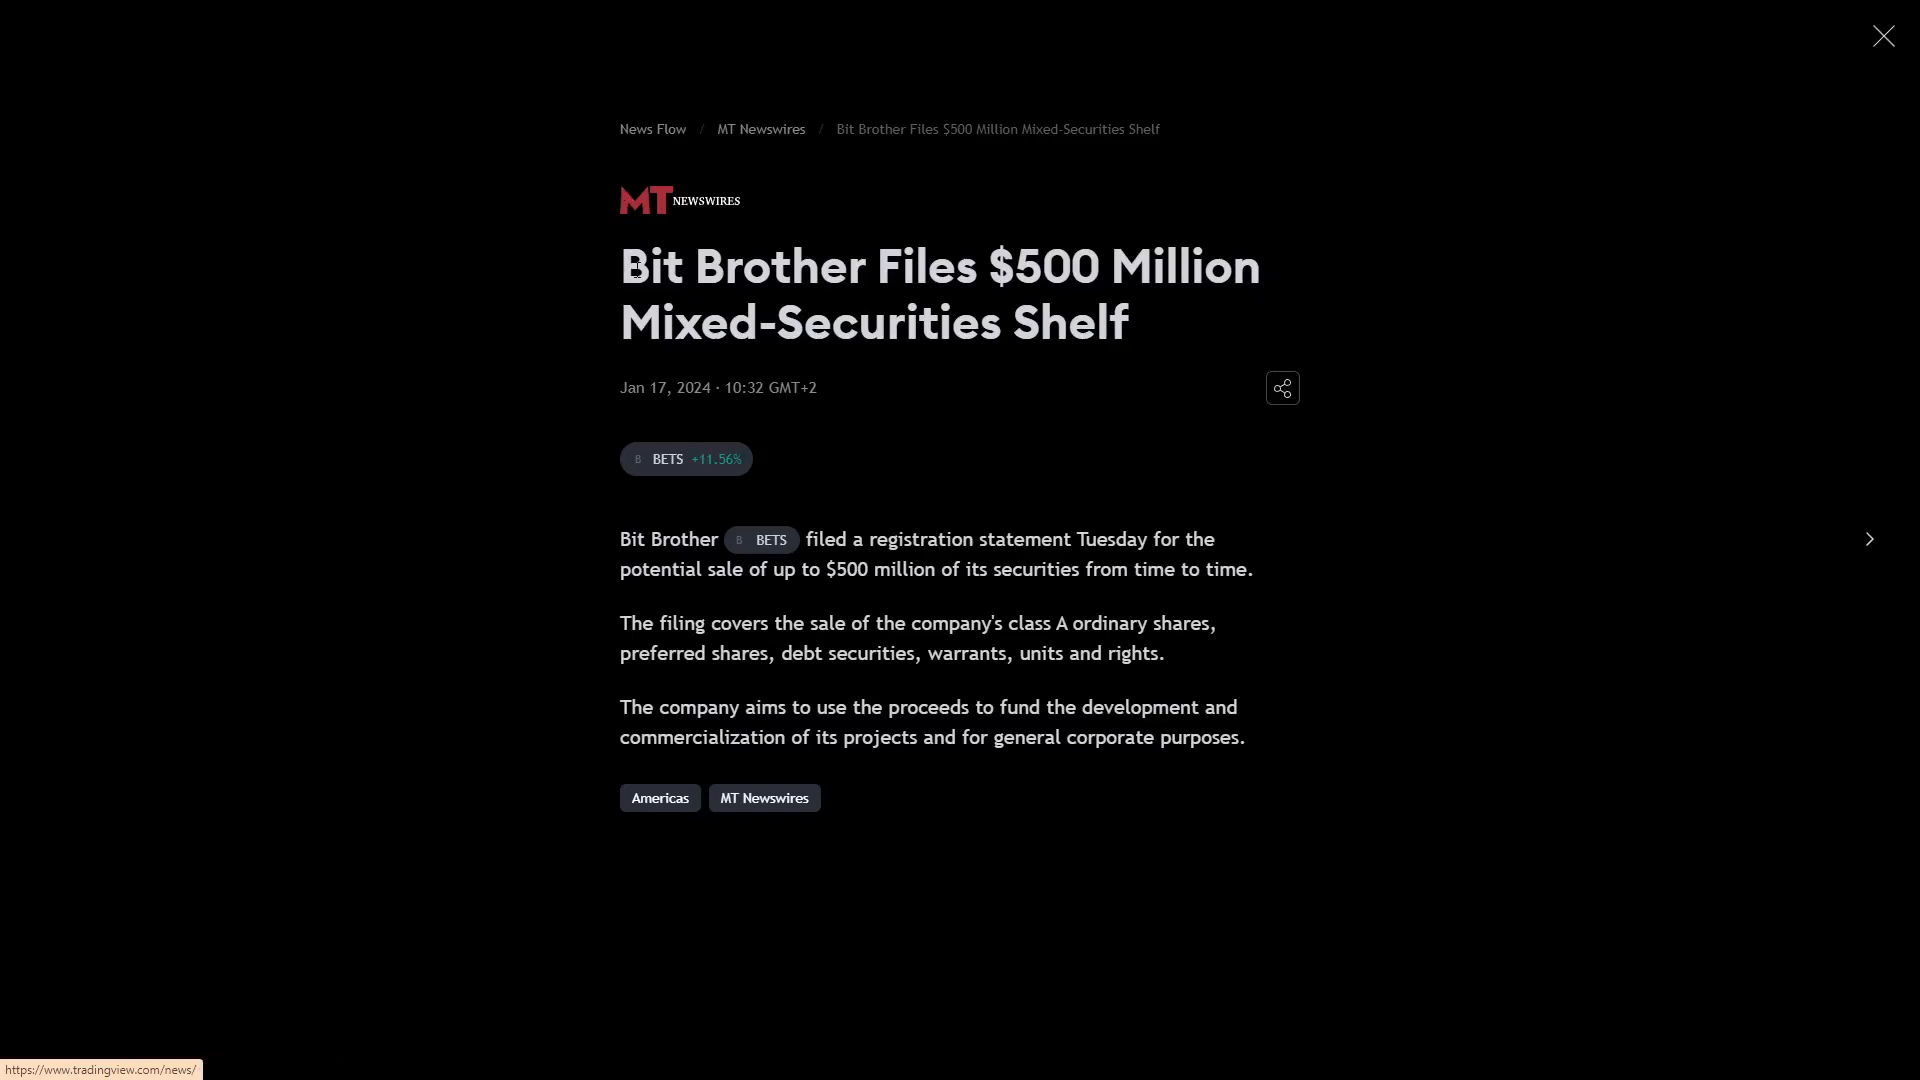 News Flow / MT Newswires / Bit Brother Files $500 Million Mixed-Securities Shelf
MT NEWSWIRES
Bit Brother Files $500 Million
Mixed-Securities Shelf
Jan 17, 2024 · 10:32 GMT+2
B BETS +11.56%
Bit Brother B BETS filed a registration statement Tuesday for the
potential sale of up to $500 million of its securities from time to time.
The filing covers the sale of the company's class A ordinary shares,
preferred shares, debt securities, warrants, units and rights.
The company aims to use the proceeds to fund the development and
commercialization of its projects and for general corporate purposes.
Americas MT Newswires
https://www.tradingview.com/news/